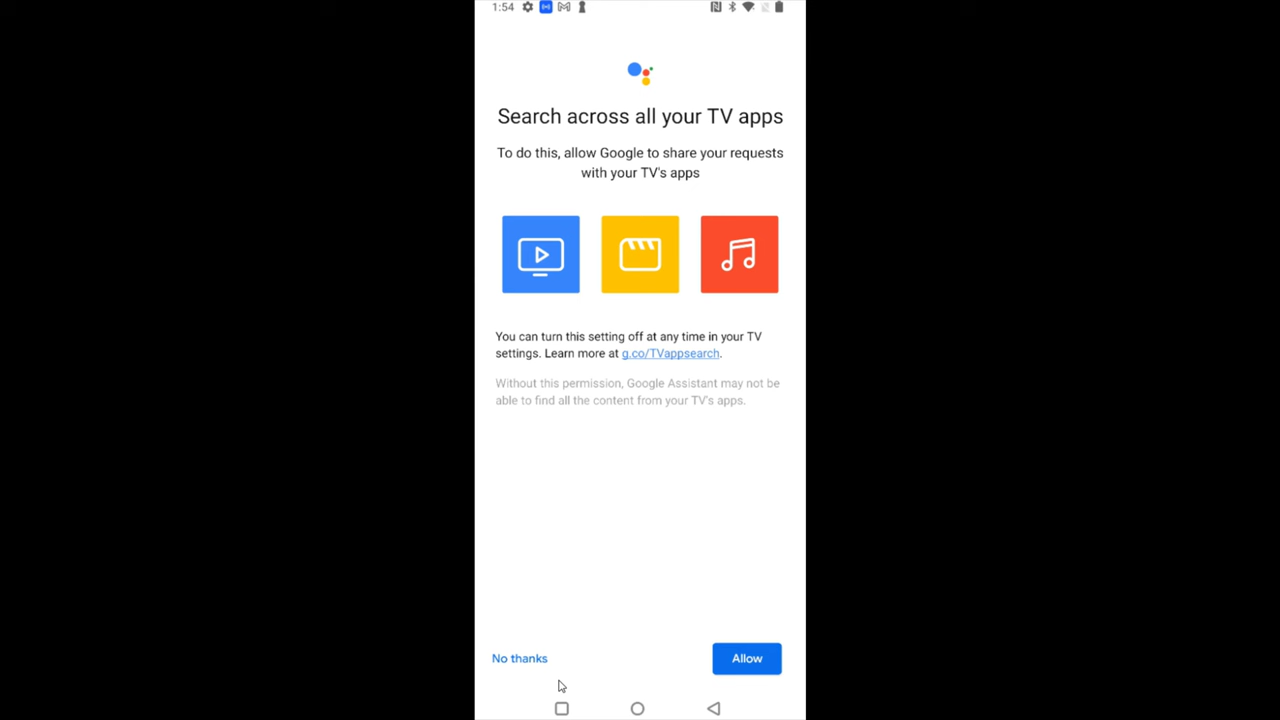 1:54
Search across all your TV apps
To do this, allow Google to share your requests
with your TV's apps
You can turn this setting off at any time in your TV
settings. Learn more at g.co/TVappsearch.
Without this permission, Google Assistant may not be
able to find all the content from your TV's apps.
No thanks
Allow